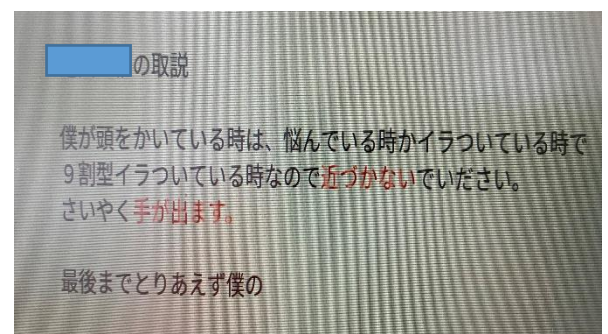 の取説
僕が頭をかいている時は、悩んでいる時かイラついている時で
９割型イラついている時なので近づかないでいださい。
さいやく手が出ます。
最後までとりあえず僕の